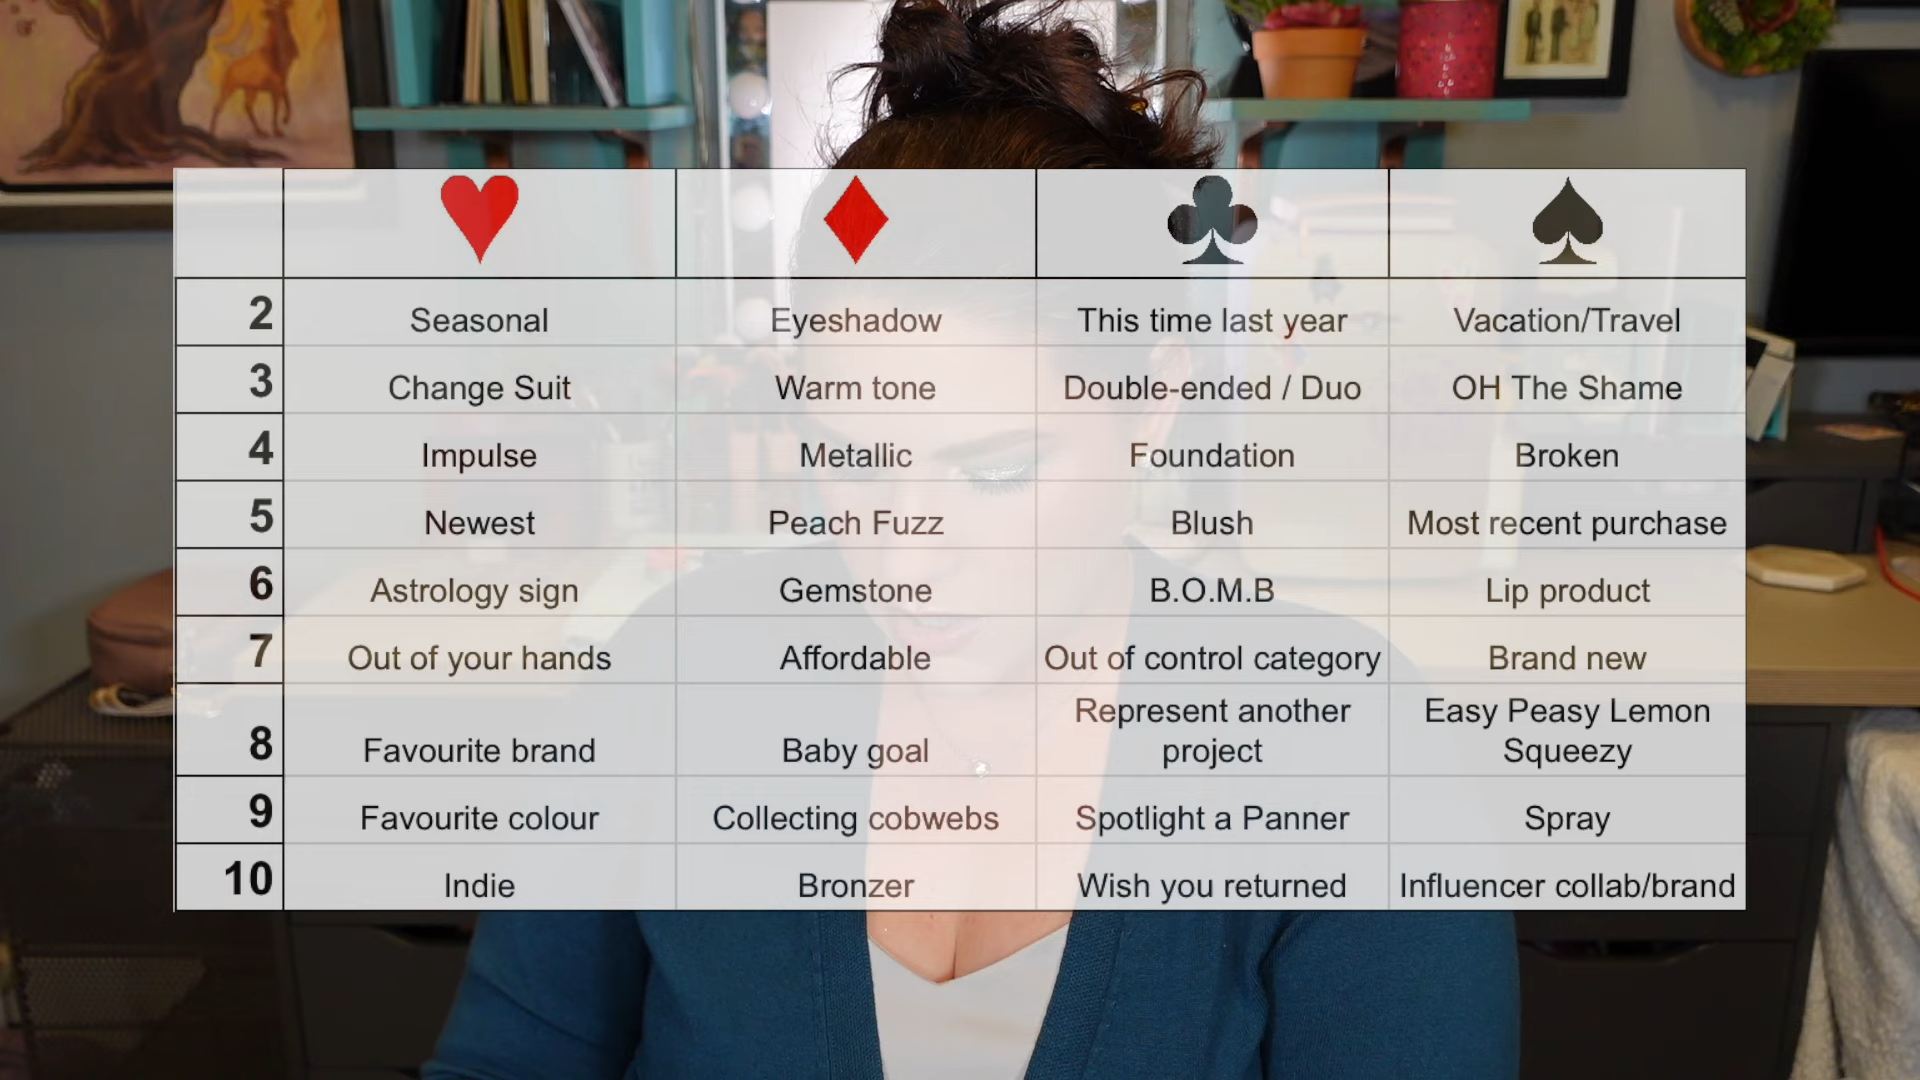 2 Seasonal Eyeshadow This time last year Vacation/Travel
3 Change Suit Warm tone Double-ended / Duo OH The Shame
4 Impulse Metallic Foundation Broken
5 Newest Peach Fuzz Blush Most recent purchase
6 Astrology sign Gemstone B.O.M.B Lip product
7 Out of your hands Affordable Out of control category Brand new
8 Favourite brand Baby goal Represent another project Easy Peasy Lemon Squeezy
9 Favourite colour Collecting cobwebs Spotlight a Panner Spray
10 Indie Bronzer Wish you returned Influencer collab/brand